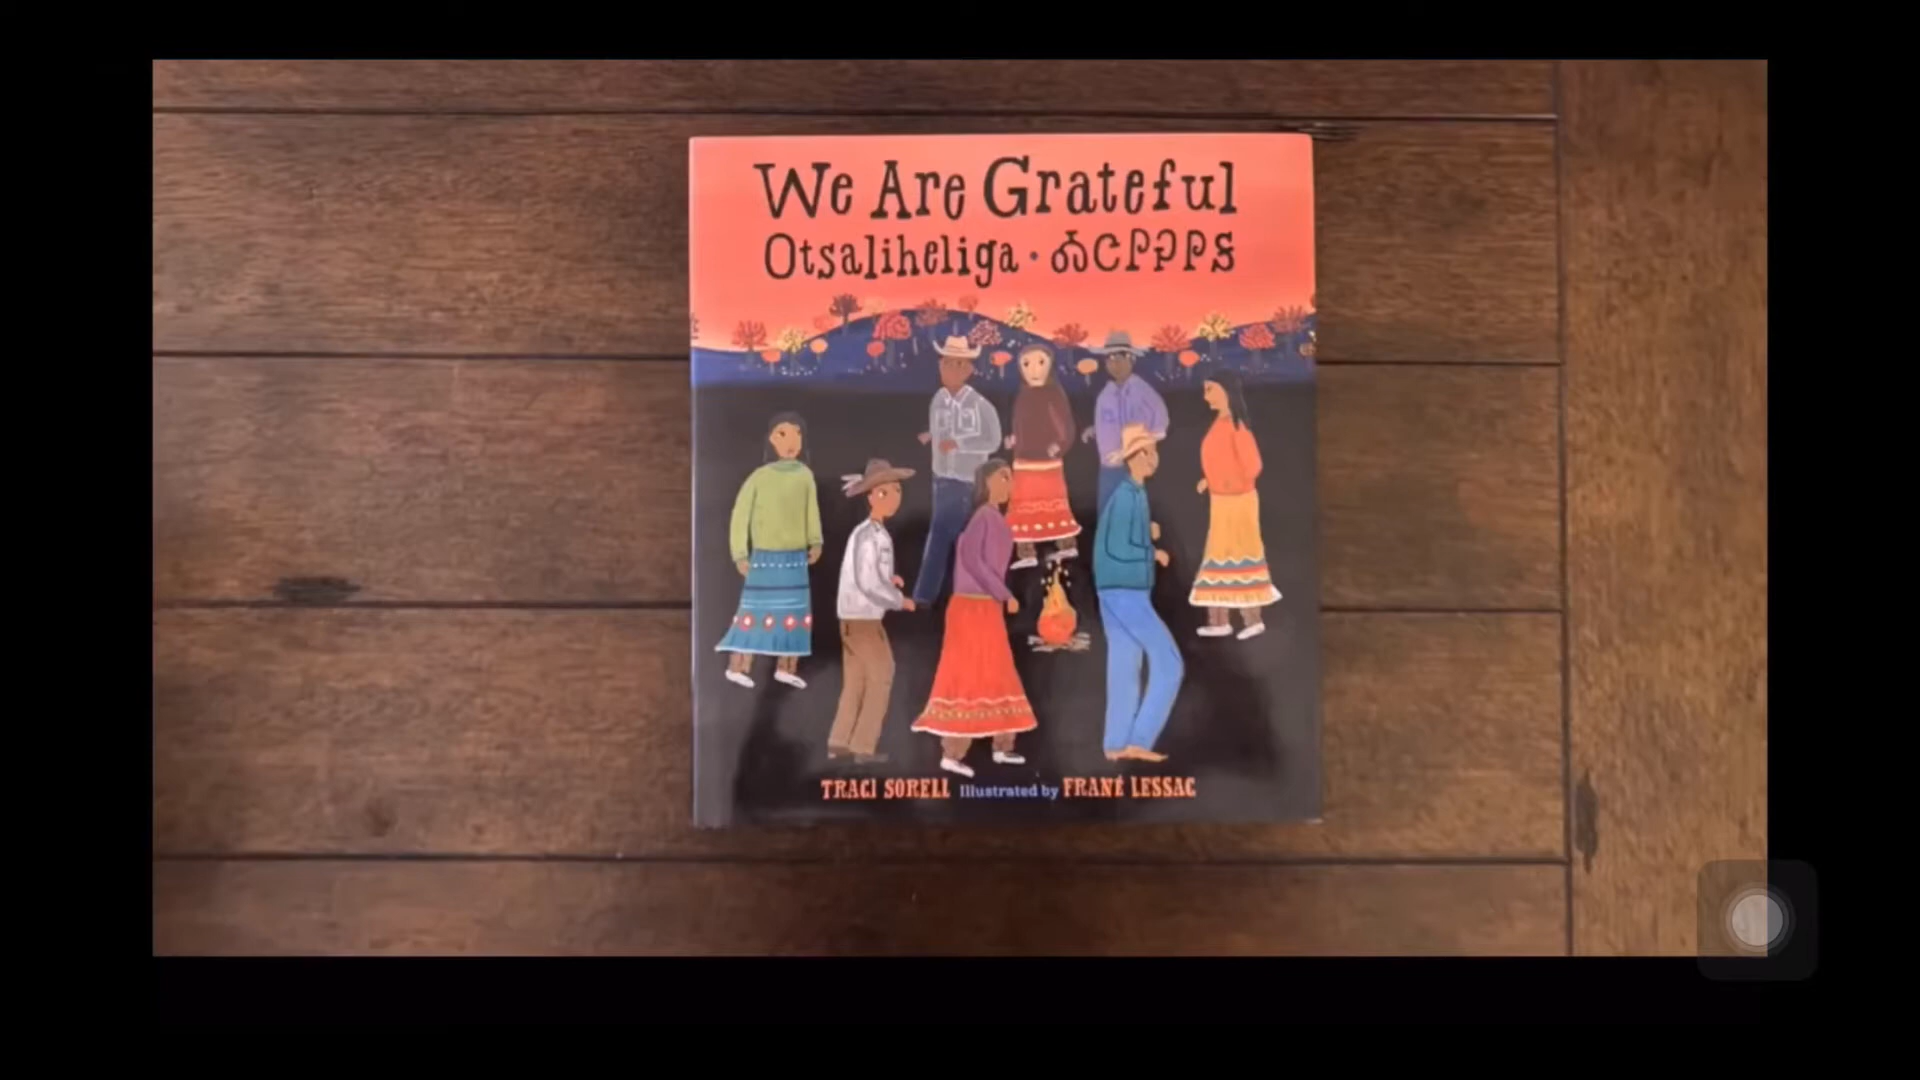 We Are Grateful
Otsaliheliga • ᎣᏣᎵᎮᎵᎦ
TRACI SORELL Illustrated by FRANÉ LESSAC